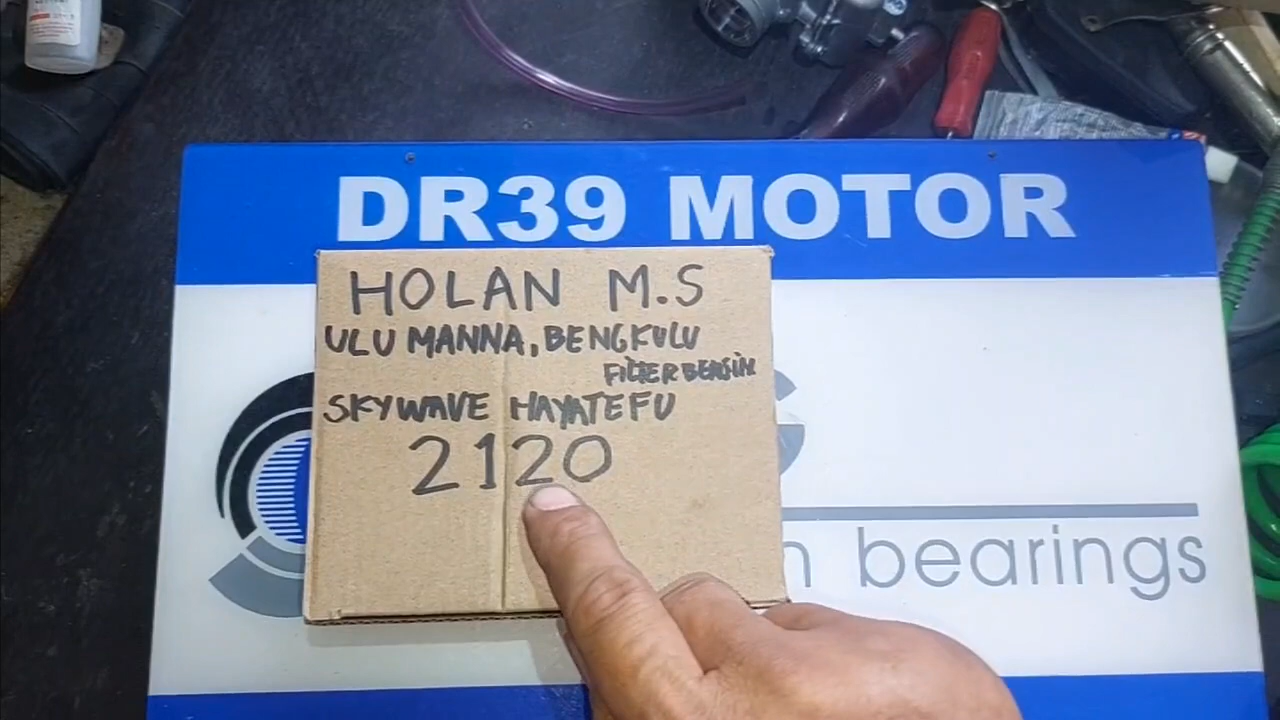 DR39 MOTOR
HOLAN M.S
ULU MANNA, BENGKULU
FILTER BENSIN
SKYWAVE HAYATEFU
2120
bearings